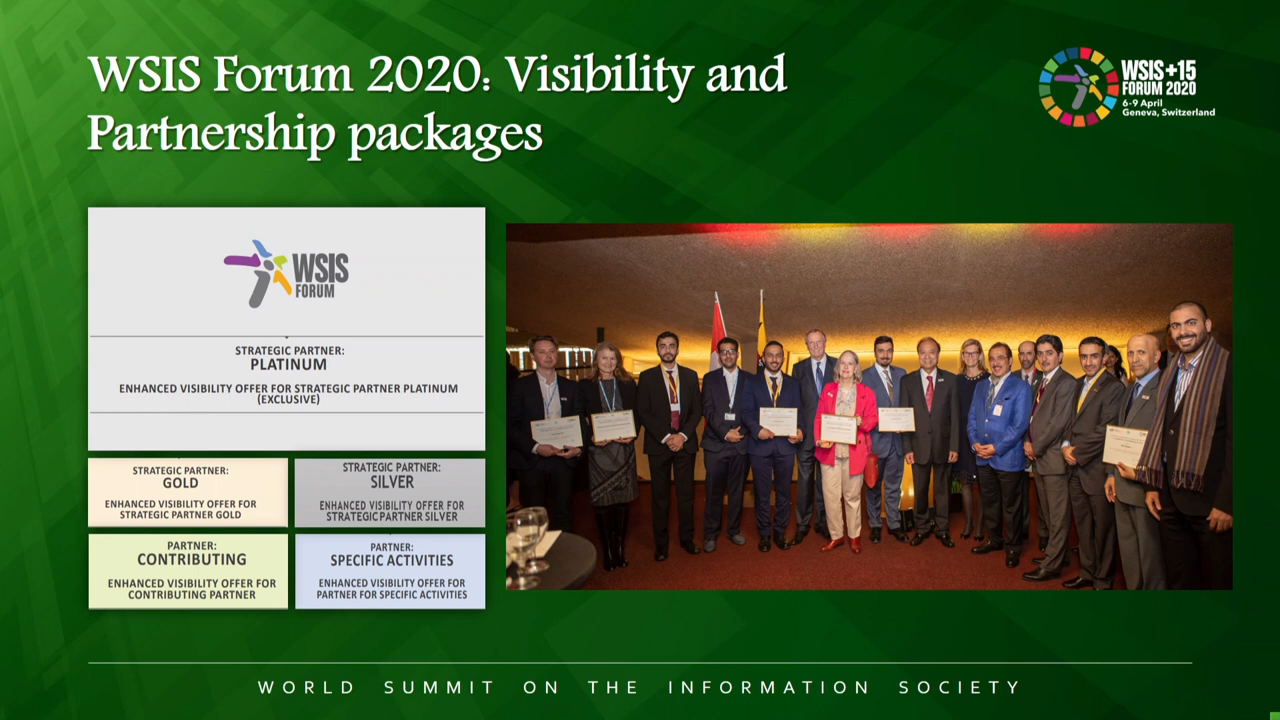 WSIS Forum 2020: Visibility and
Partnership packages
WSIS+15
FORUM 2020
6-9 April
Geneva, Switzerland
WSIS
FORUM
STRATEGIC PARTNER:
PLATINUM
ENHANCED VISIBILITY OFFER FOR STRATEGIC PARTNER PLATINUM
(EXCLUSIVE)
STRATEGIC PARTNER:
GOLD
ENHANCED VISIBILITY OFFER FOR
STRATEGIC PARTNER GOLD
STRATEGIC PARTNER:
SILVER
ENHANCED VISIBILITY OFFER FOR
STRATEGIC PARTNER SILVER
PARTNER:
CONTRIBUTING
ENHANCED VISIBILITY OFFER FOR
CONTRIBUTING PARTNER
PARTNER:
SPECIFIC ACTIVITIES
ENHANCED VISIBILITY OFFER FOR
PARTNER FOR SPECIFIC ACTIVITIES
WORLD SUMMIT ON THE INFORMATION SOCIETY